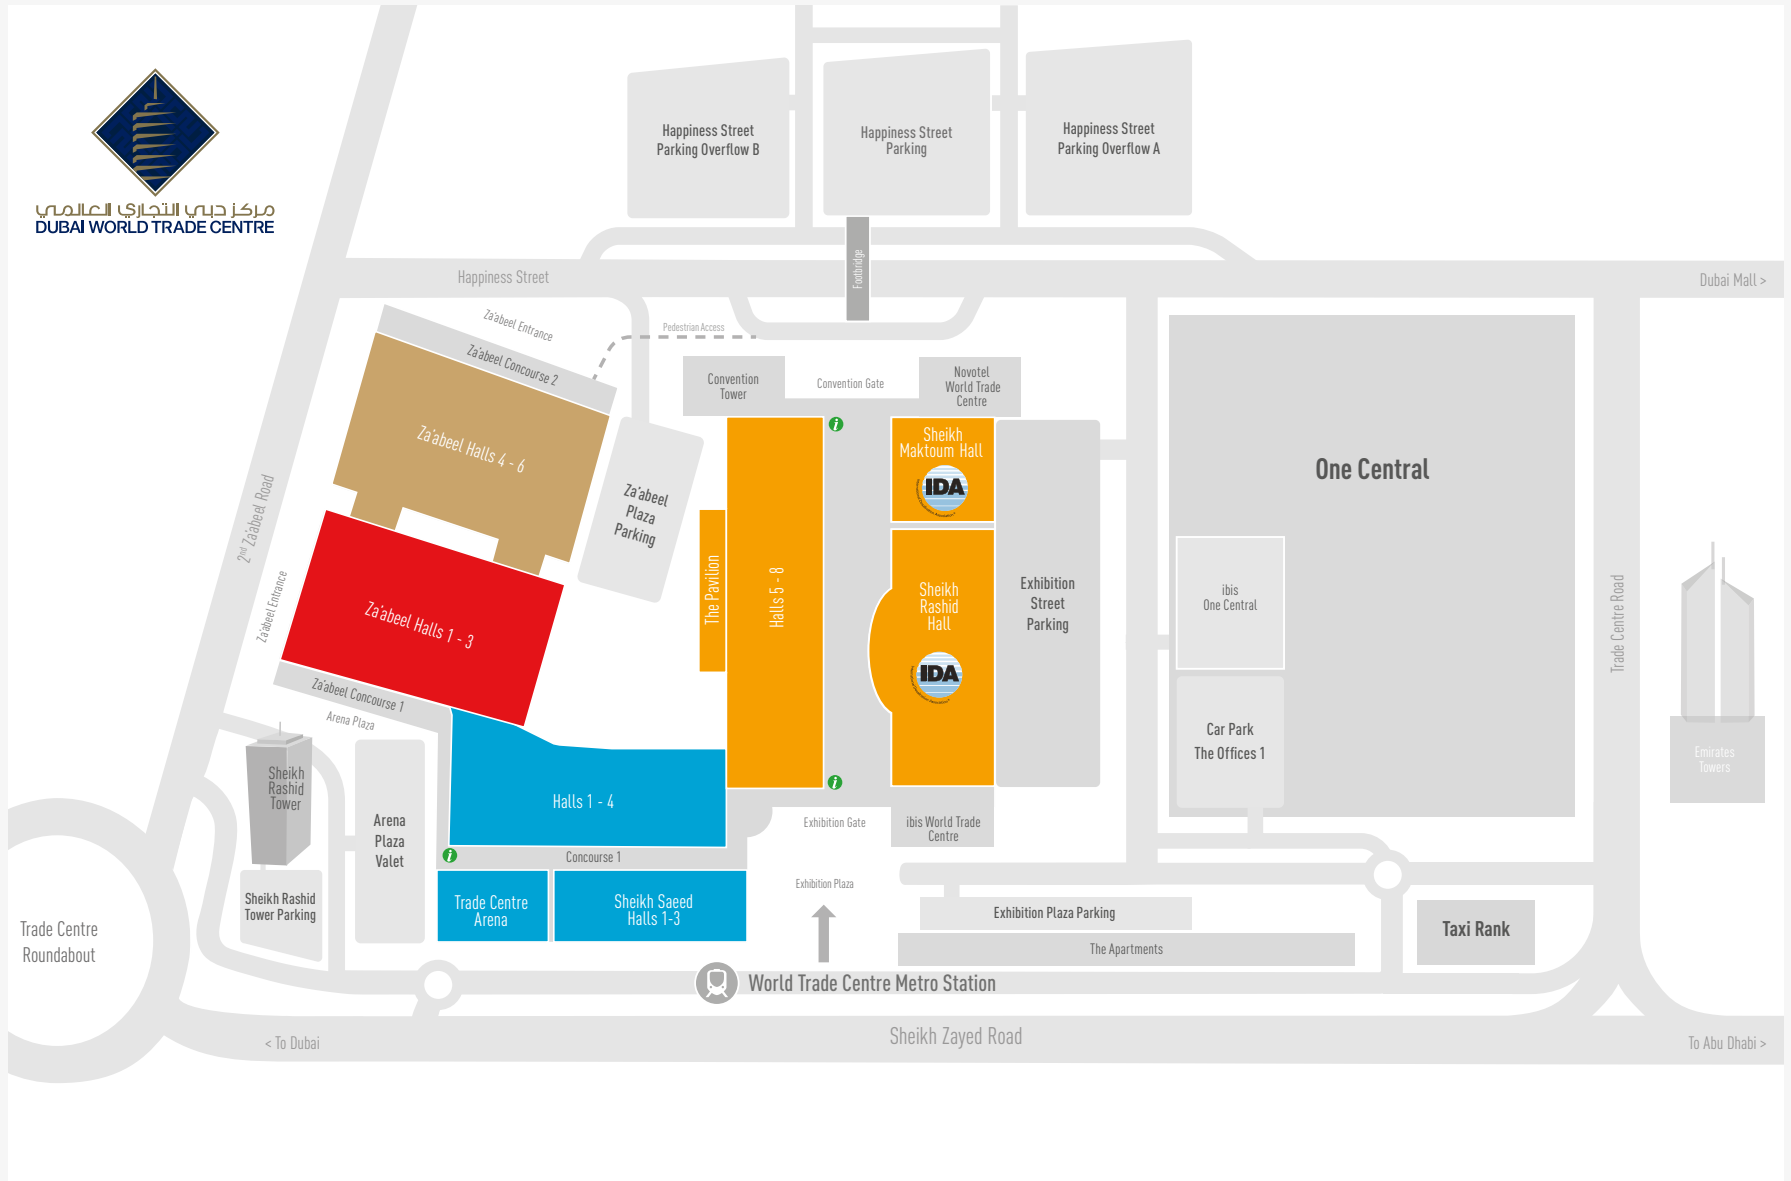 مركز دبي التجاري العالمي
DUBAI WORLD TRADE CENTRE
Happiness Street
Parking Overflow B
Happiness Street
Parking
Happiness Street
Parking Overflow A
Footbridge
Happiness Street
Dubai Mall >
Za'abeel Entrance
Pedestrian Access
Za'abeel Concourse 2
Convention
Tower
Convention Gate
Novotel
World Trade
Centre
Za'abeel Halls 4 - 6
Sheikh
Maktoum Hall
IDA
One Central
2nd Za'abeel Road
Za'abeel
Plaza
Parking
The Pavilion
Halls 5 - 8
Sheikh
Rashid
Hall
IDA
Exhibition
Street
Parking
ibis
One Central
Trade Centre Road
Za'abeel Entrance
Za'abeel Halls 1 - 3
Za'abeel Concourse 1
Arena Plaza
Car Park
The Offices 1
Emirates
Towers
Sheikh
Rashid
Tower
Halls 1 - 4
Arena
Plaza
Valet
Exhibition Gate
ibis World Trade
Centre
i
i
i
Concourse 1
Exhibition Plaza
Sheikh Rashid
Tower Parking
Trade Centre
Arena
Sheikh Saeed
Halls 1-3
Exhibition Plaza Parking
Taxi Rank
The Apartments
Trade Centre
Roundabout
World Trade Centre Metro Station
Sheikh Zayed Road
< To Dubai
To Abu Dhabi >